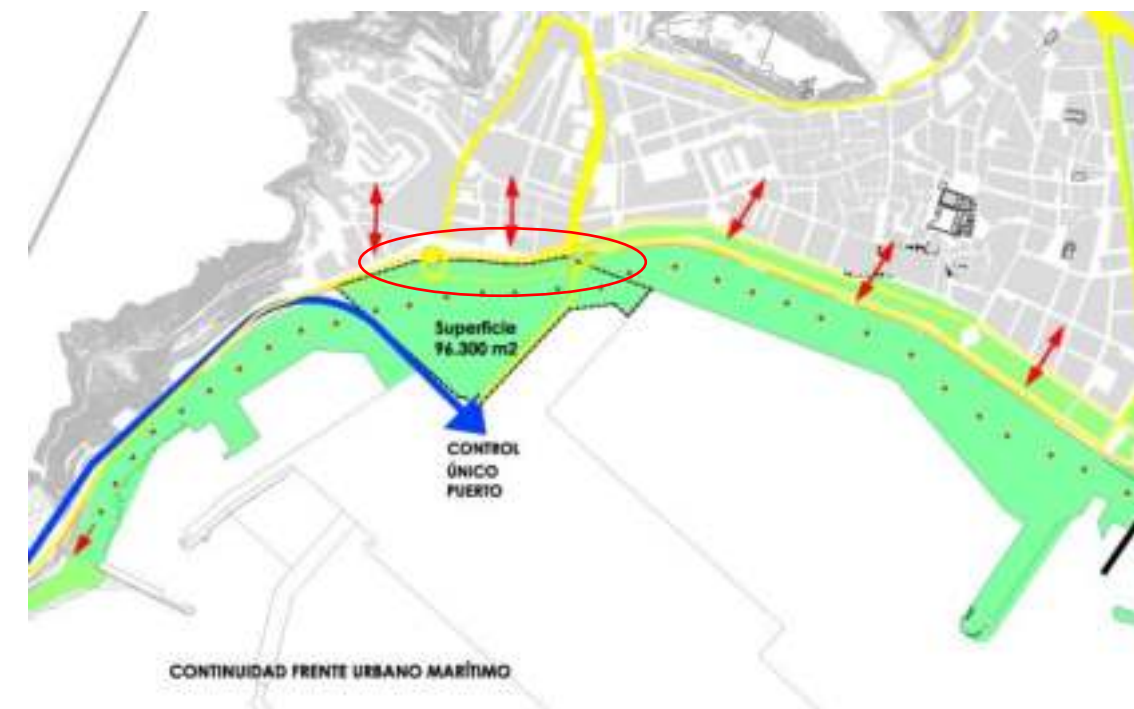 Superficie
96.300 m2
CONTROL
ÚNICO
PUERTO
CONTINUIDAD FRENTE URBANO MARÍTIMO